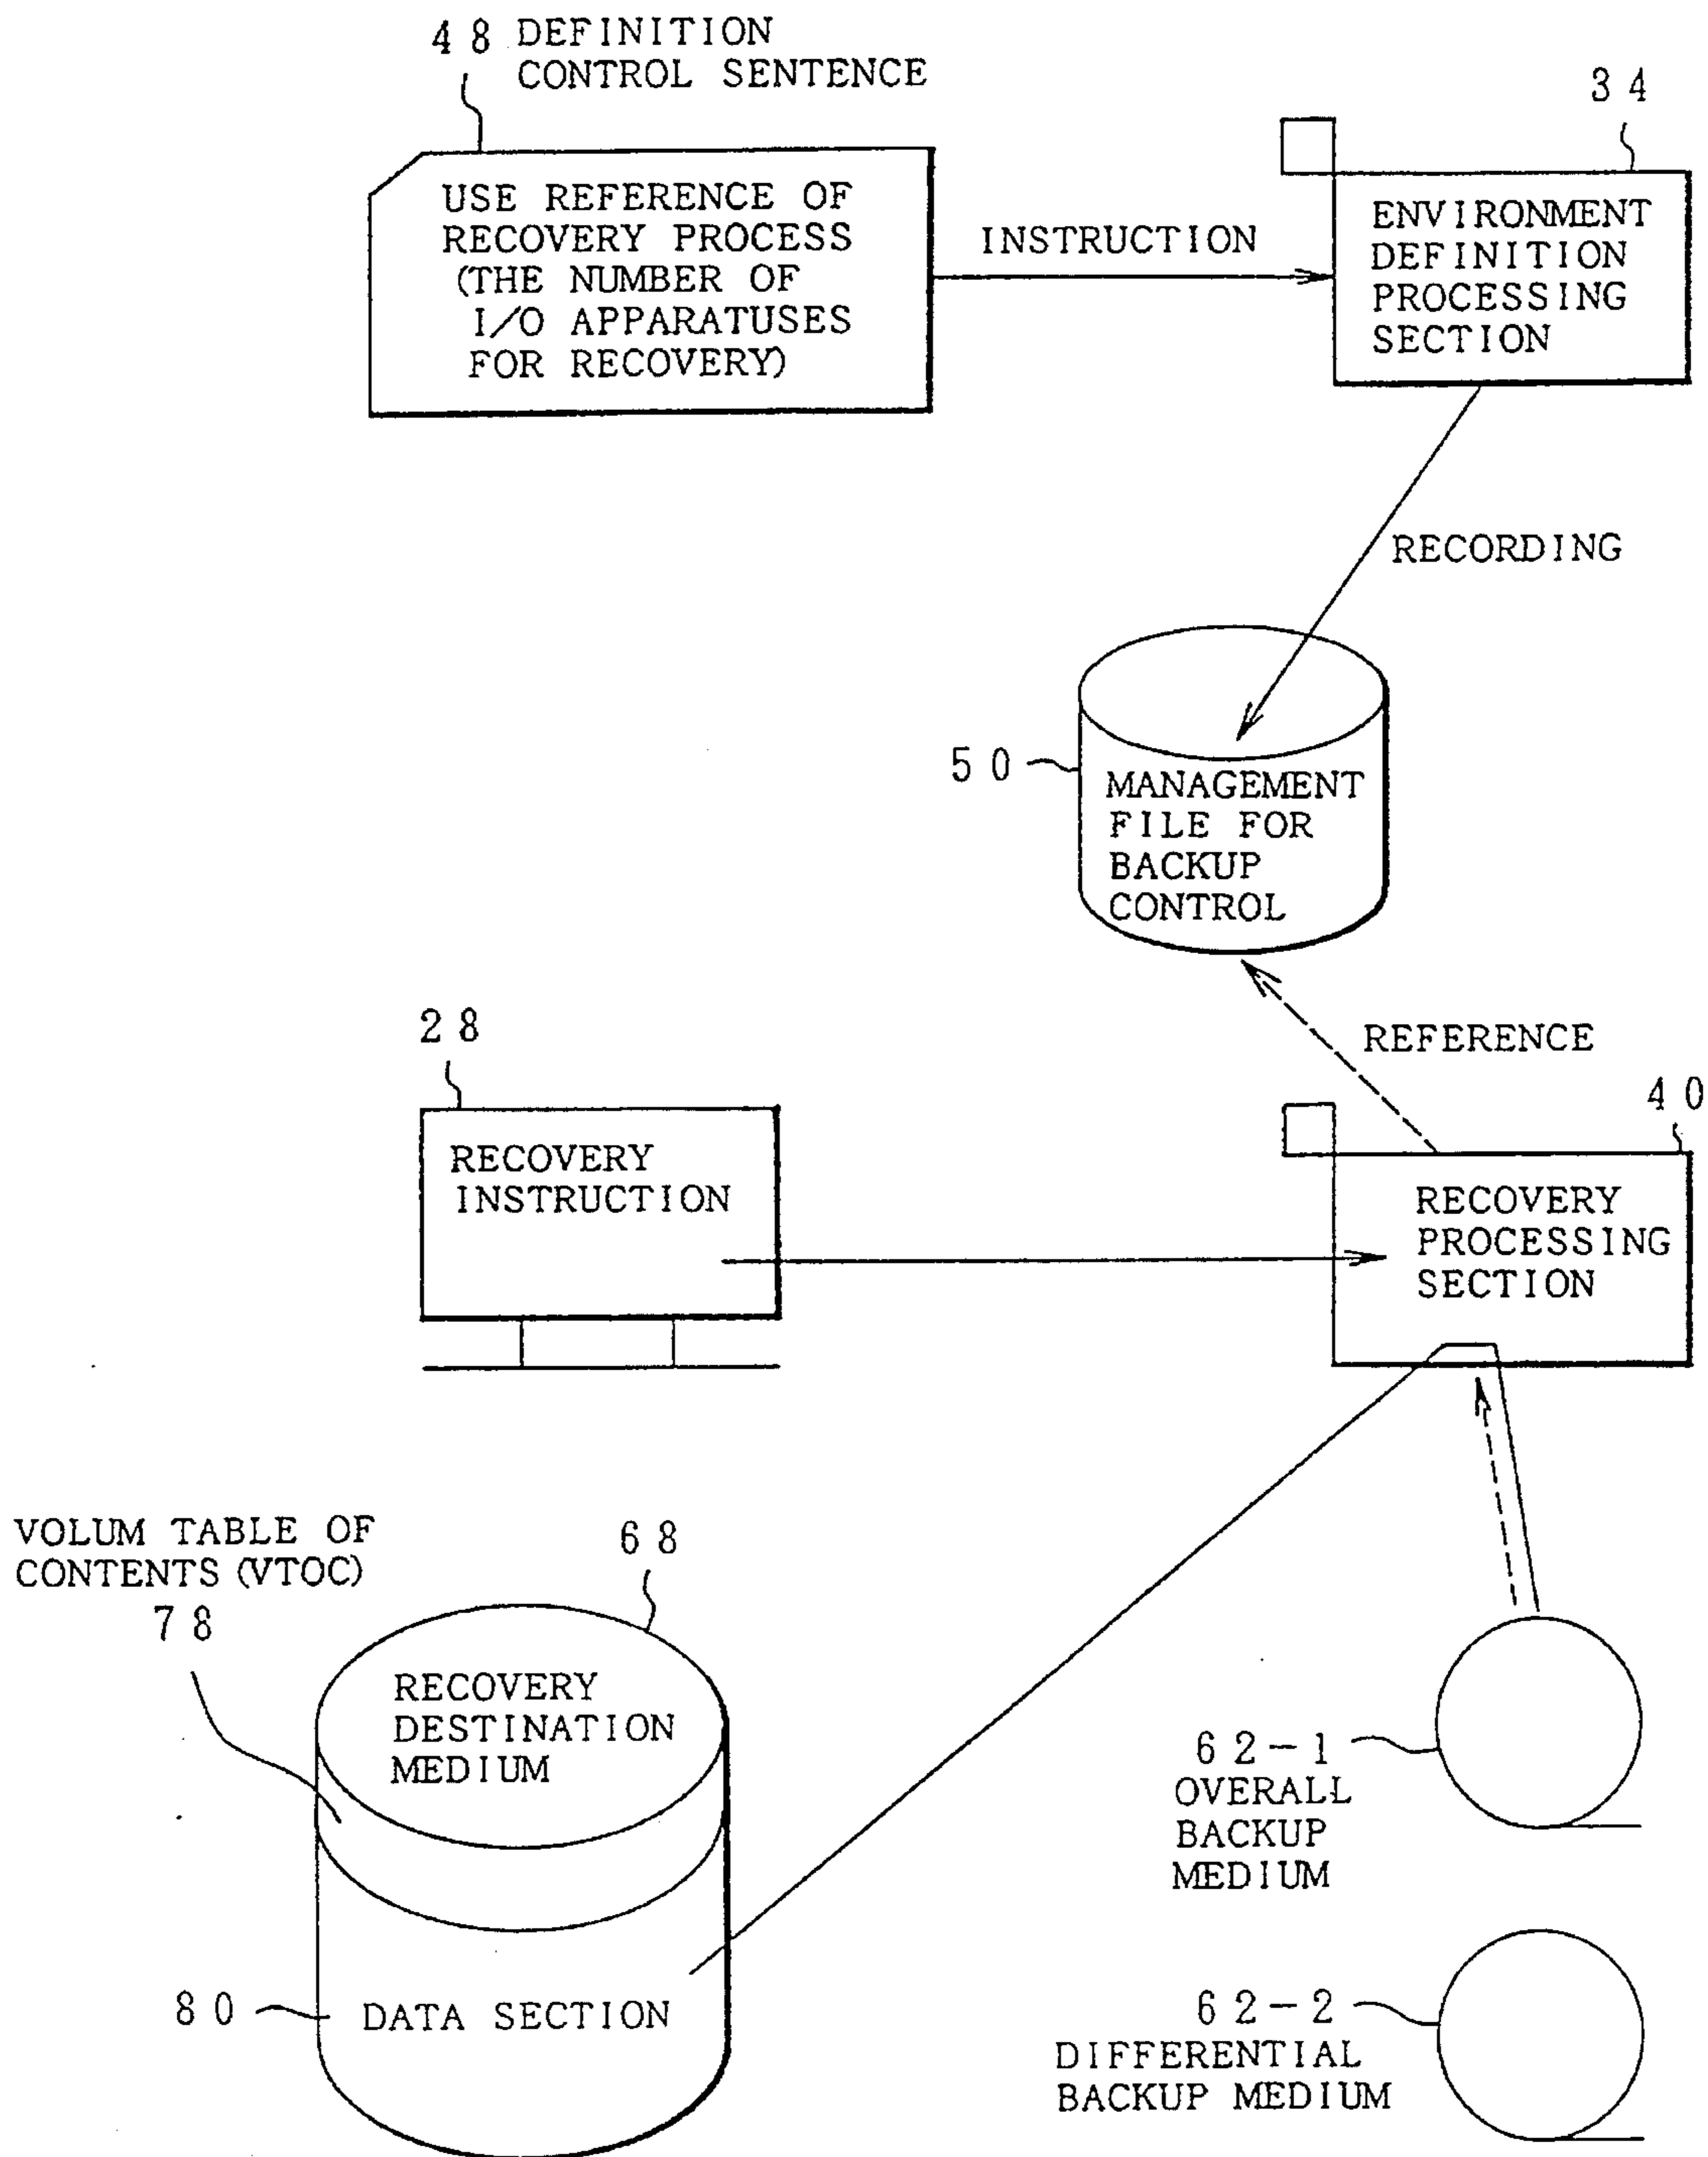 48 DEFINITION
CONTROL SENTENCE
USE REFERENCE OF
RECOVERY PROCESS
(THE NUMBER OF
I/O APPARATUSES
FOR RECOVERY)
INSTRUCTION
34
ENVIRONMENT
DEFINITION
PROCESSING
SECTION
RECORDING
50
MANAGEMENT
FILE FOR
BACKUP
CONTROL
REFERENCE
28
RECOVERY
INSTRUCTION
40
RECOVERY
PROCESSING
SECTION
VOLUM TABLE OF
CONTENTS (VTOC)
78
68
RECOVERY
DESTINATION
MEDIUM
80
DATA SECTION
62-1
OVERALL
BACKUP
MEDIUM
62-2
DIFFERENTIAL
BACKUP MEDIUM